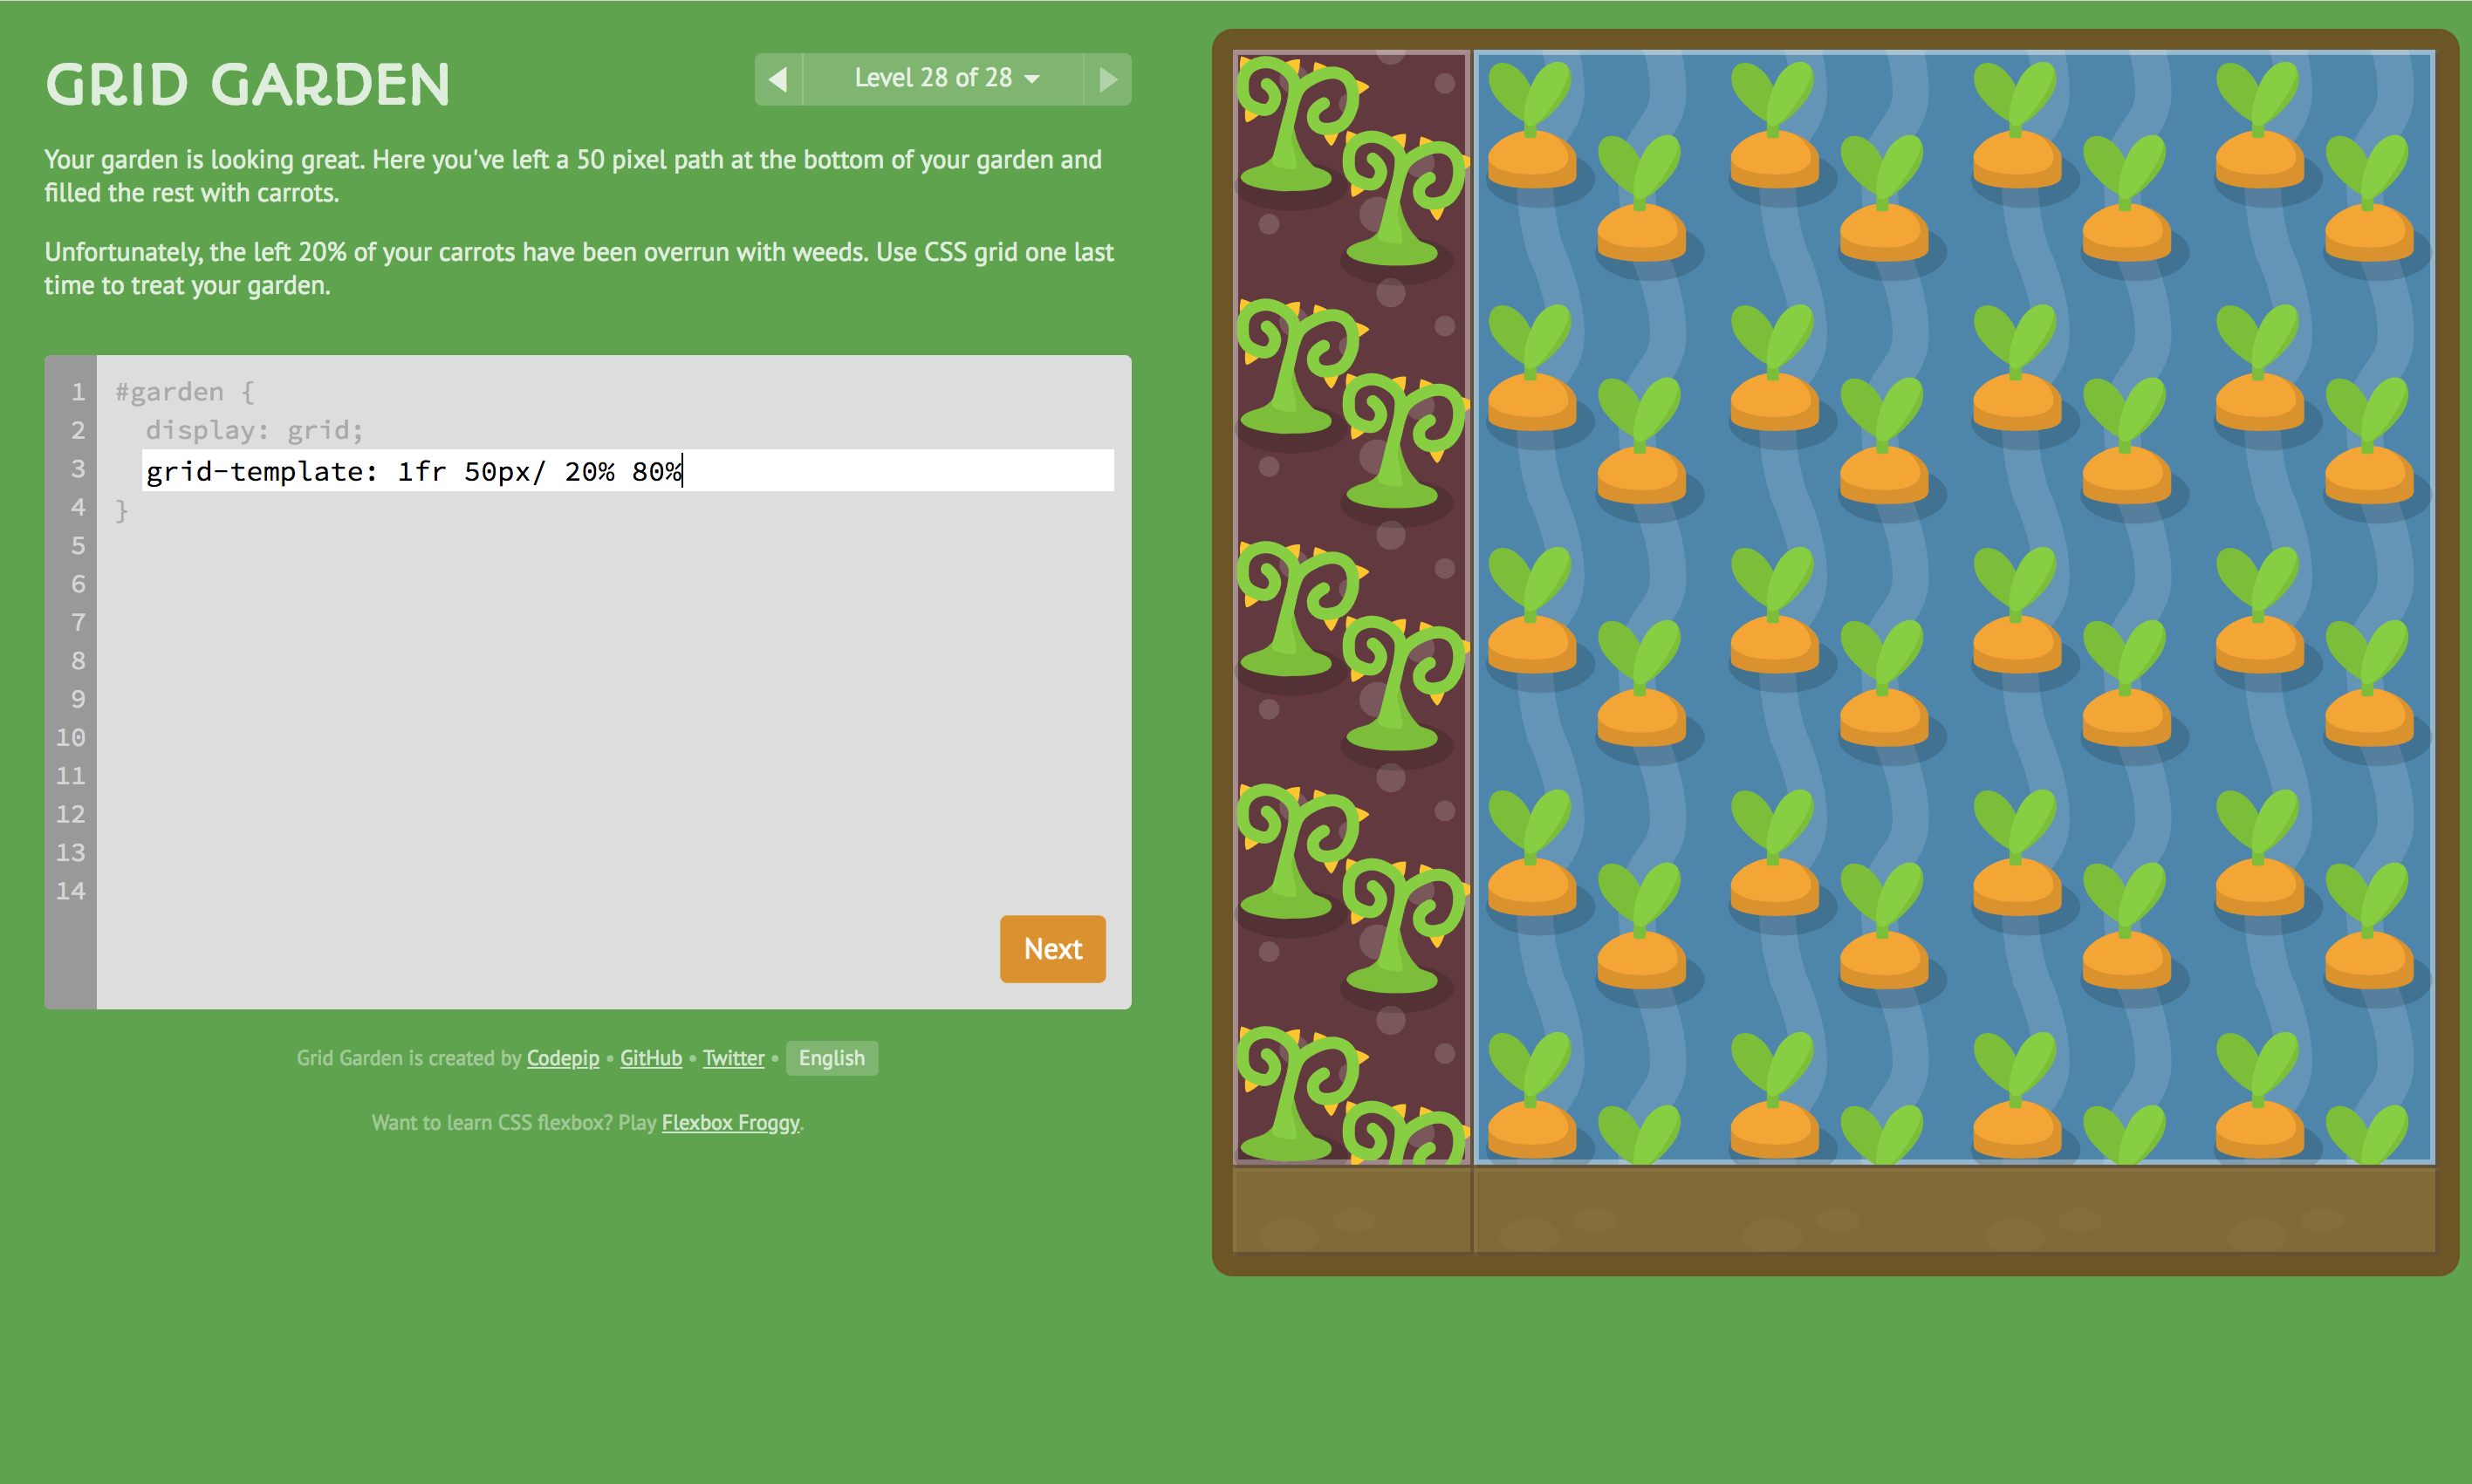 GRID GARDEN
Level 28 of 28
Your garden is looking great. Here you've left a 50 pixel path at the bottom of your garden and
filled the rest with carrots.
Unfortunately, the left 20% of your carrots have been overrun with weeds. Use CSS grid one last
time to treat your garden.
1 #garden {
2 display: grid;
3 grid-template: 1fr 50px/ 20% 80%
4 }
5
6
7
8
9
10
11
12
13
14
Next
Grid Garden is created by Codepip • GitHub • Twitter • English
Want to learn CSS flexbox? Play Flexbox Froggy.